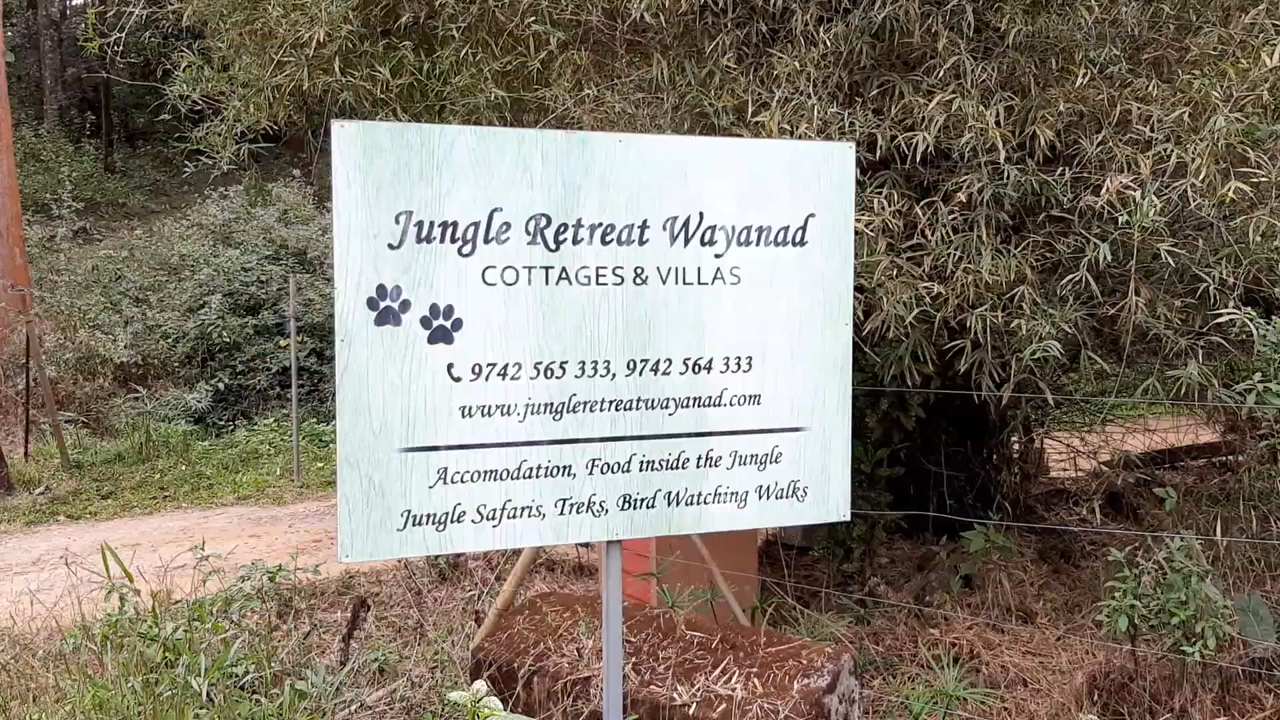 Jungle Retreat Wayanad
COTTAGES & VILLAS
9742 565 333, 9742 564 333
www.jungleretreatwayanad.com
Accomodation, Food inside the Jungle
Jungle Safaris, Treks, Bird Watching Walks